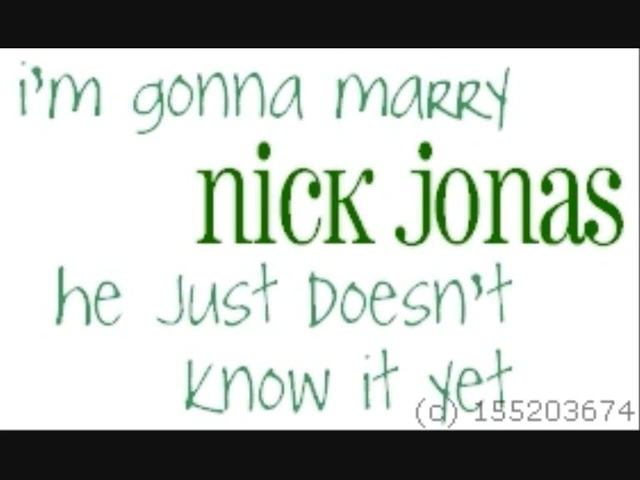 i'm gonna maRRY
nick jonas
he Just Doesn't
know it yet
(c) 155203674